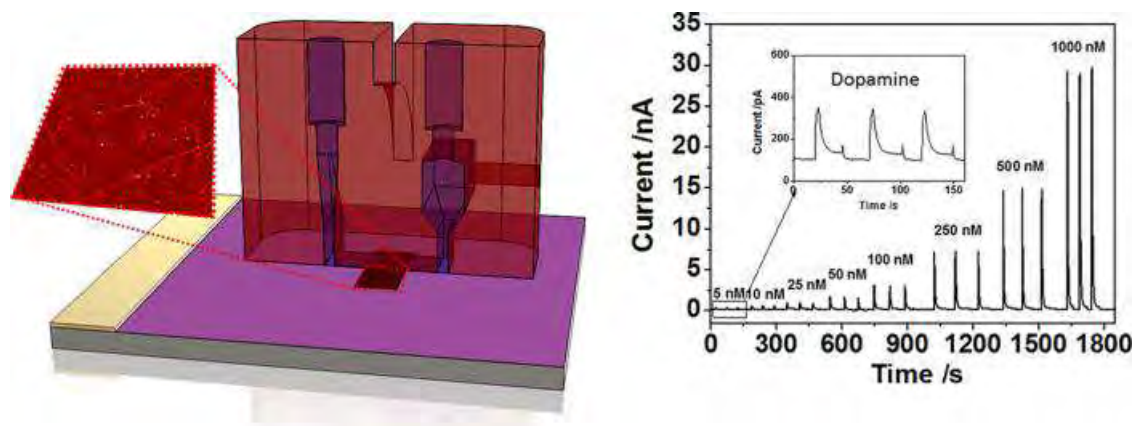 35
30
25
20
15
10
5
0
Current /nA
0 300 600 900 1200 1500 1800
Time /s
5 nM
10 nM
25 nM
50 nM
100 nM
250 nM
500 nM
1000 nM
Dopamine
600
400
200
0
Current /pA
0 50 100 150
Time /s